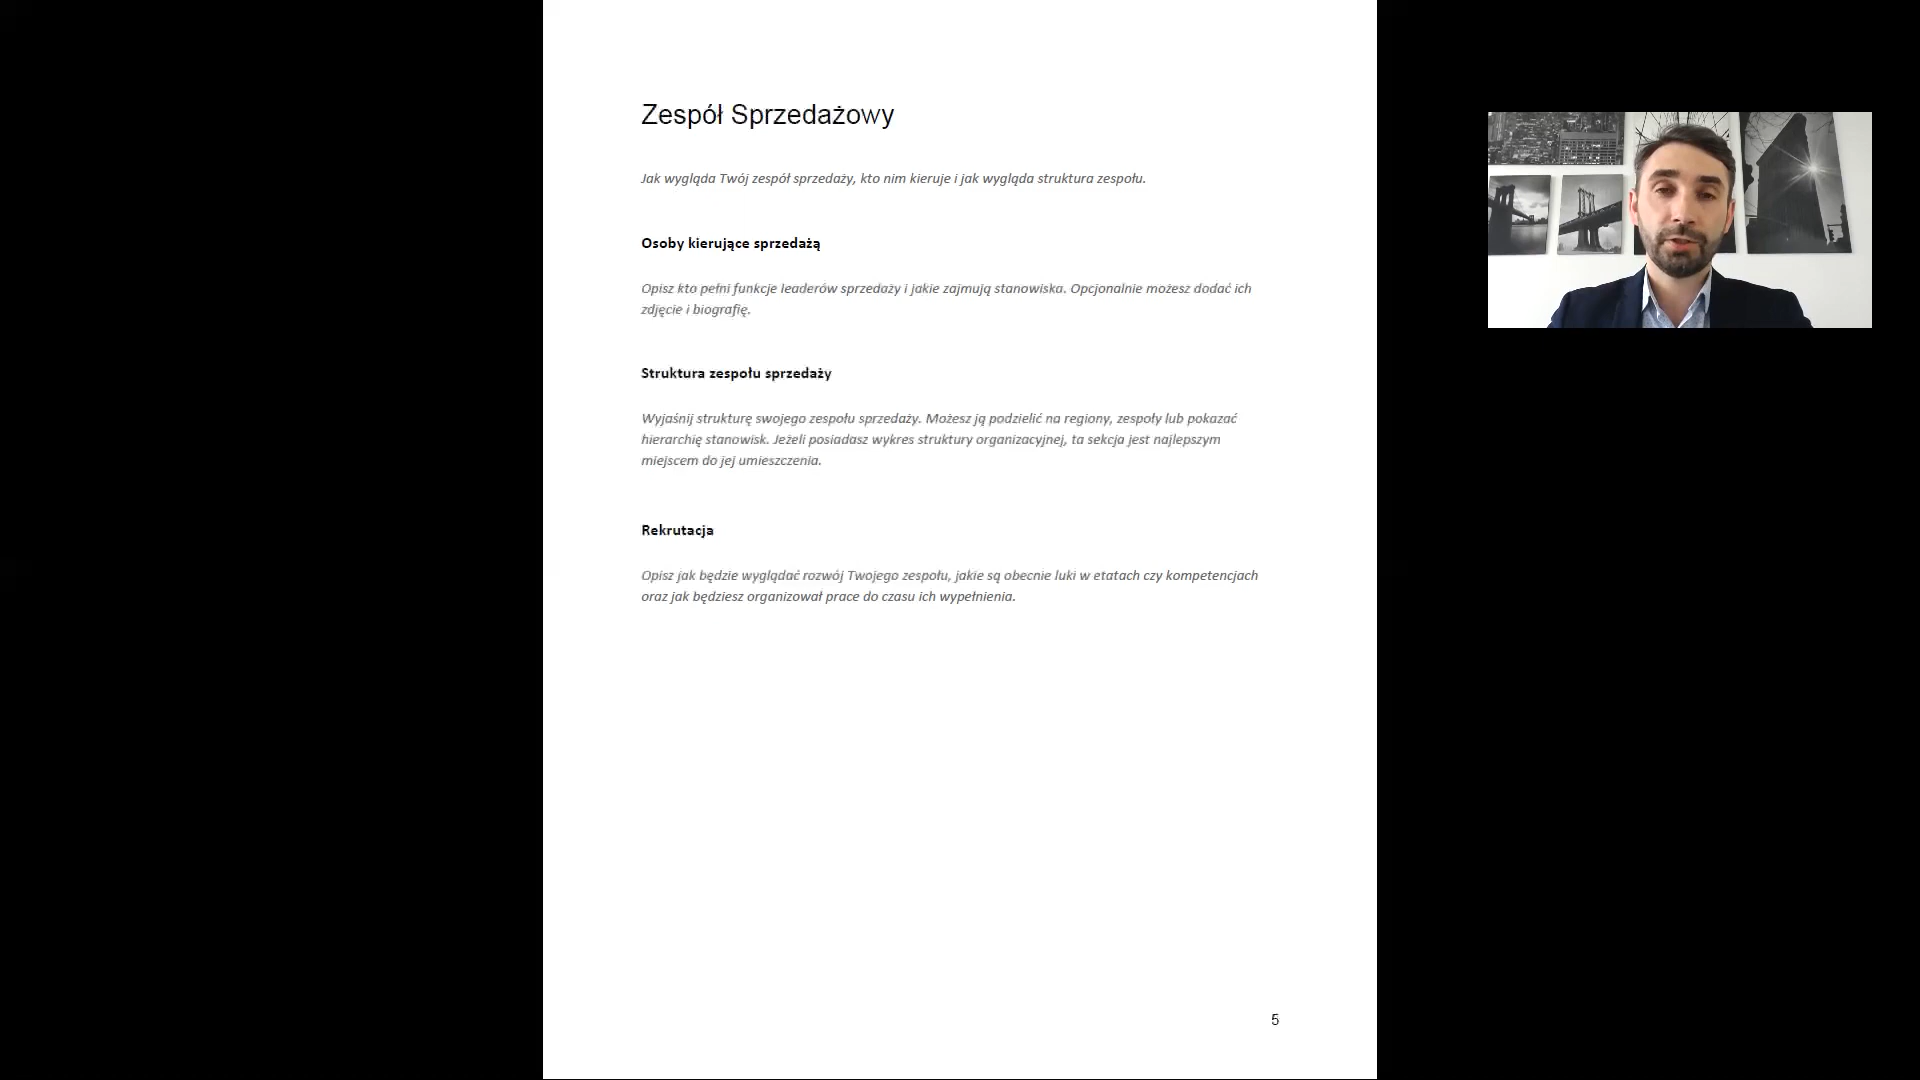 Zespół Sprzedażowy
Jak wygląda Twój zespół sprzedaży, kto nim kieruje i jak wygląda struktura zespołu.
Osoby kierujące sprzedażą
Opisz kto pełni funkcje leaderów sprzedaży i jakie zajmują stanowiska. Opcjonalnie możesz dodać ich
zdjęcie i biografię.
Struktura zespołu sprzedaży
Wyjaśnij strukturę swojego zespołu sprzedaży. Możesz ją podzielić na regiony, zespoły lub pokazać
hierarchię stanowisk. Jeżeli posiadasz wykres struktury organizacyjnej, ta sekcja jest najlepszym
miejscem do jej umieszczenia.
Rekrutacja
Opisz jak będzie wyglądać rozwój Twojego zespołu, jakie są obecnie luki w etatach czy kompetencjach
oraz jak będziesz organizował prace do czasu ich wypełnienia.
5